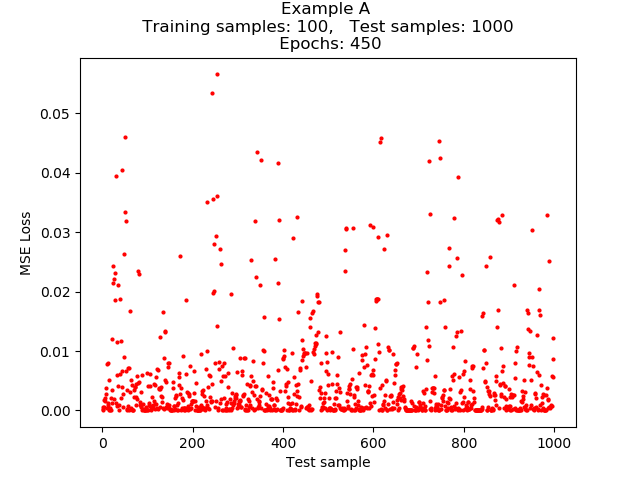 Example A
Training samples: 100,   Test samples: 1000
Epochs: 450
MSE Loss
0.05
0.04
0.03
0.02
0.01
0.00
0
200
400
600
800
1000
Test sample